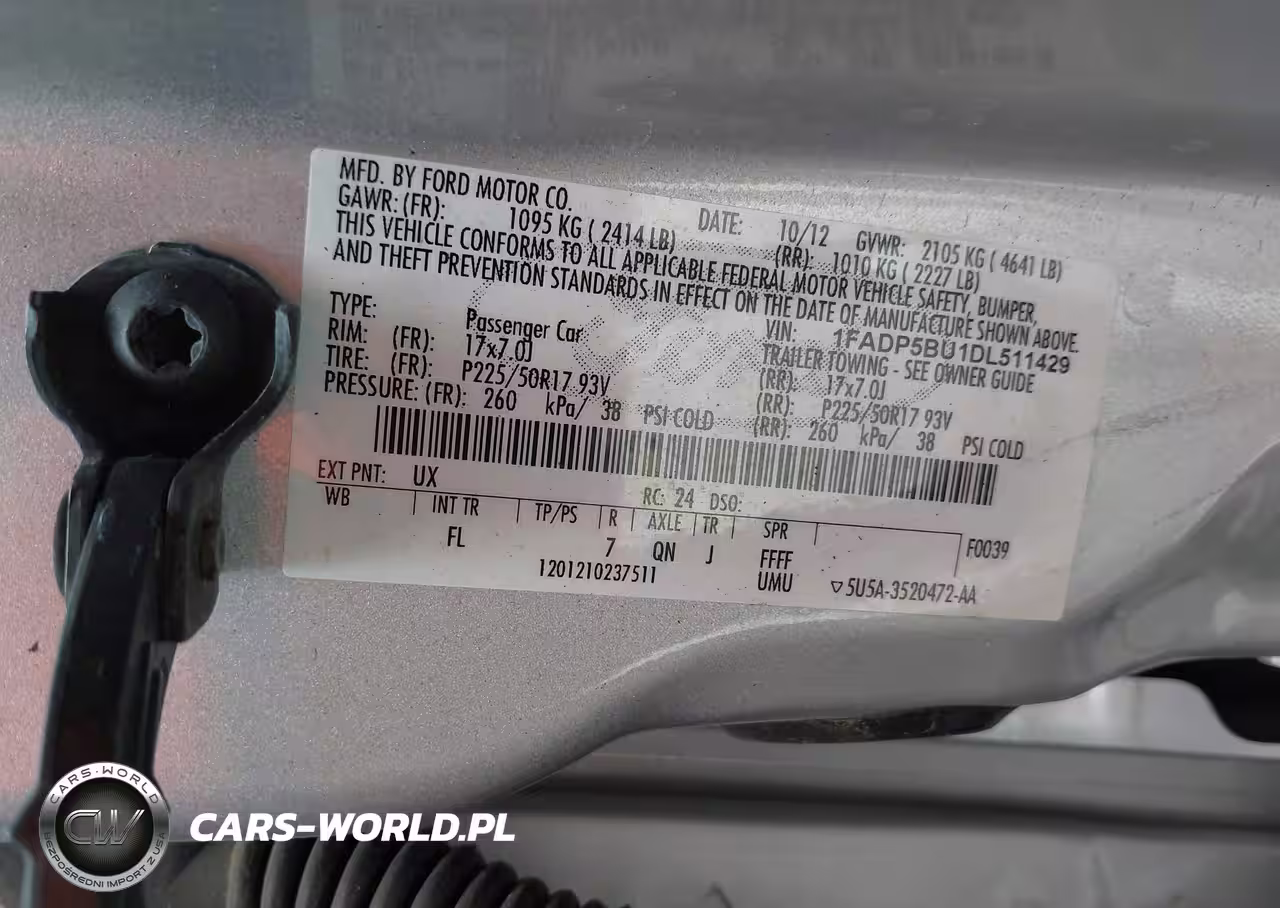 MFD. BY FORD MOTOR CO. DATE: 10/12 GVWR: 2105 KG ( 4641 LB)
GAWR: (FR): 1095 KG ( 2414 LB) (RR): 1010 KG ( 2227 LB)
THIS VEHICLE CONFORMS TO ALL APPLICABLE FEDERAL MOTOR VEHICLE SAFETY, BUMPER,
AND THEFT PREVENTION STANDARDS IN EFFECT ON THE DATE OF MANUFACTURE SHOWN ABOVE.
VIN: 1FADP5BU1DL511429
TYPE: Passenger Car TRAILER TOWING - SEE OWNER GUIDE
RIM: (FR): 17x7.0J (RR): 17x7.0J
TIRE: (FR): P225/50R17 93V (RR): P225/50R17 93V
PRESSURE: (FR): 260 kPa/ 38 PSI COLD (RR): 260 kPa/ 38 PSI COLD
EXT PNT: UX RC: 24 DSO:
WB INT TR TP/PS R AXLE TR SPR F0039
FL 7 QN J FFFF
1201210237511 UMU ▽5U5A-3520472-AA
CARS-WORLD
CW
BEZPOŚREDNI IMPORT Z USA
CARS-WORLD.PL